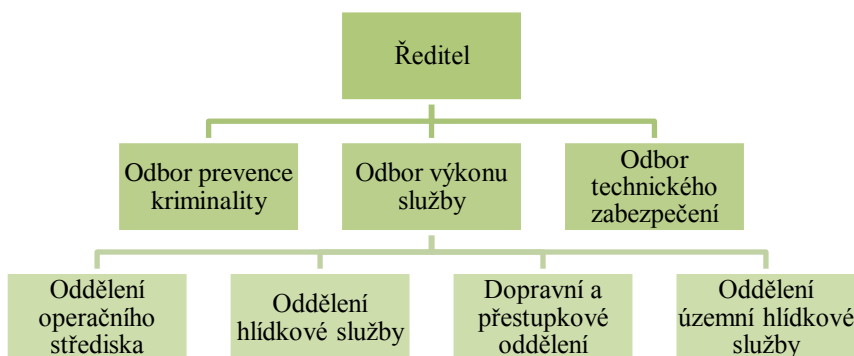 Ředitel
Odbor prevence
kriminality
Odbor výkonu
služby
Odbor
technického
zabezpečení
Oddělení
operačního
střediska
Oddělení
hlídkové služby
Dopravní a
přestupkové
oddělení
Oddělení
územní hlídkové
služby